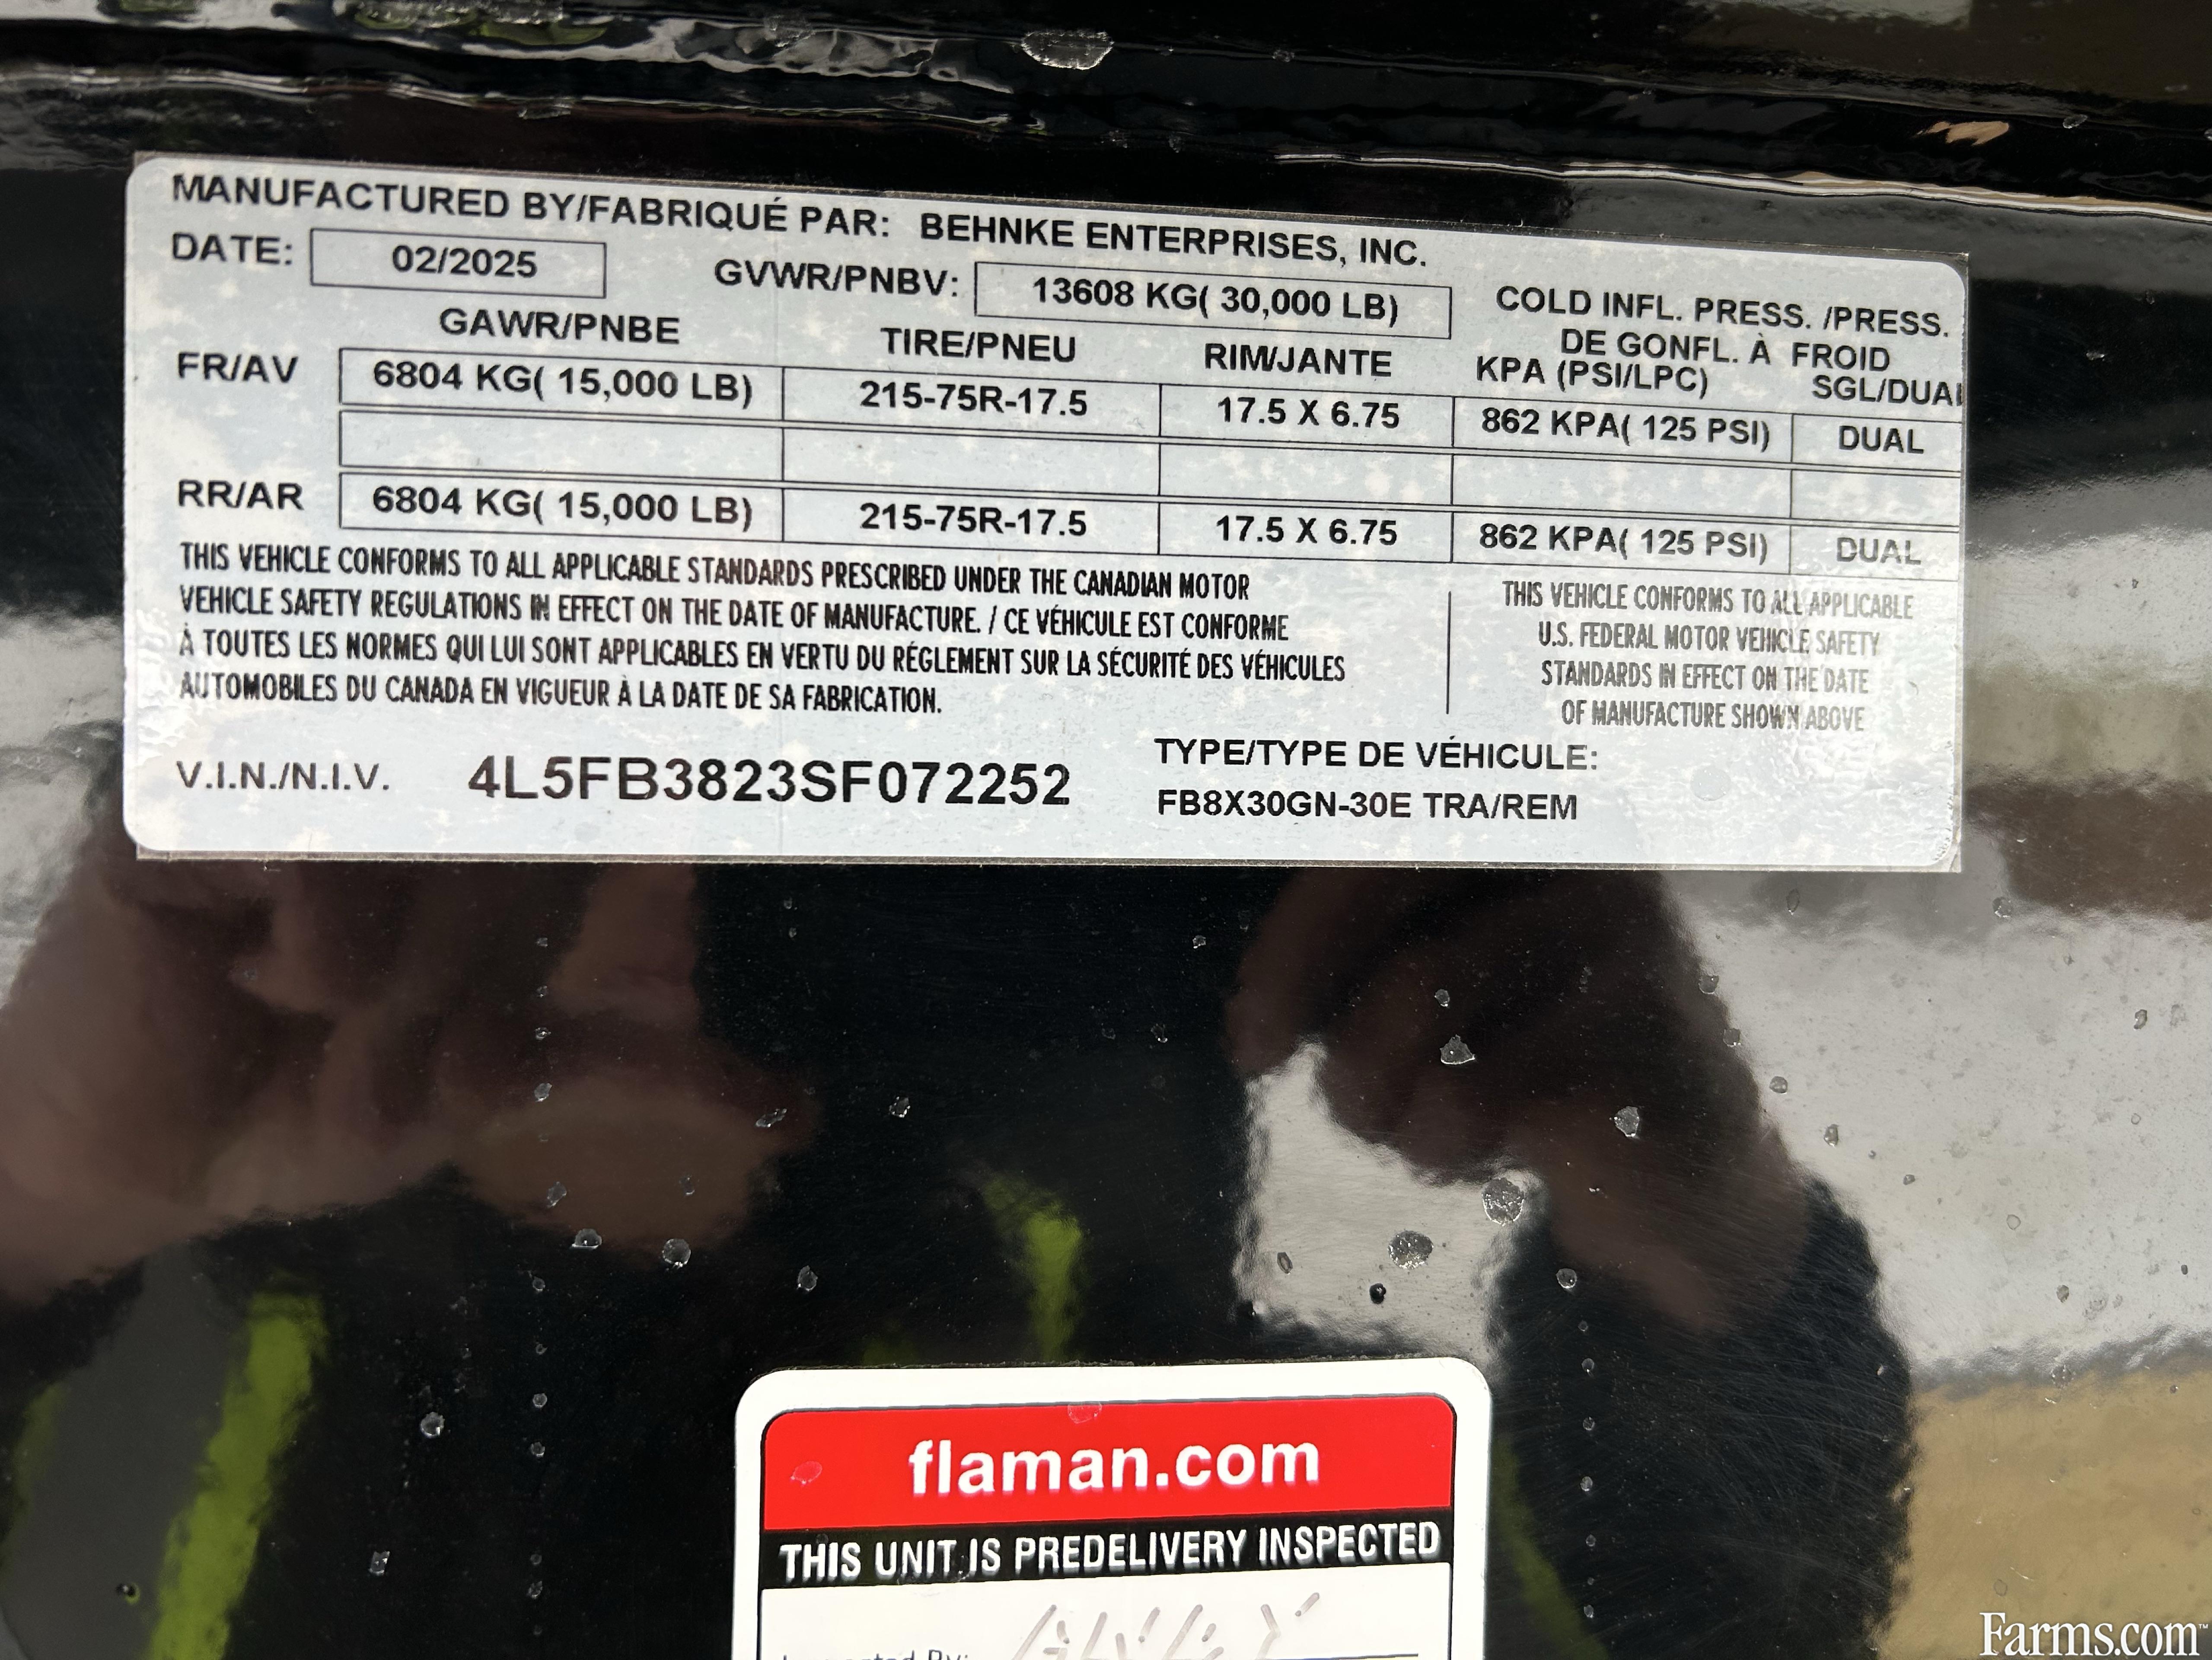 MANUFACTURED BY/FABRIQUÉ PAR: BEHNKE ENTERPRISES, INC.
DATE: 02/2025 GVWR/PNBV: 13608 KG( 30,000 LB)
COLD INFL. PRESS. /PRESS.
DE GONFL. À FROID
GAWR/PNBE TIRE/PNEU RIM/JANTE KPA (PSI/LPC) SGL/DUAL
FR/AV 6804 KG( 15,000 LB) 215-75R-17.5 17.5 X 6.75 862 KPA( 125 PSI) DUAL
RR/AR 6804 KG( 15,000 LB) 215-75R-17.5 17.5 X 6.75 862 KPA( 125 PSI) DUAL
THIS VEHICLE CONFORMS TO ALL APPLICABLE STANDARDS PRESCRIBED UNDER THE CANADIAN MOTOR
VEHICLE SAFETY REGULATIONS IN EFFECT ON THE DATE OF MANUFACTURE. / CE VÉHICULE EST CONFORME
À TOUTES LES NORMES QUI LUI SONT APPLICABLES EN VERTU DU RÉGLEMENT SUR LA SÉCURITÉ DES VÉHICULES
AUTOMOBILES DU CANADA EN VIGUEUR À LA DATE DE SA FABRICATION.
THIS VEHICLE CONFORMS TO ALL APPLICABLE
U.S. FEDERAL MOTOR VEHICLE SAFETY
STANDARDS IN EFFECT ON THE DATE
OF MANUFACTURE SHOWN ABOVE
V.I.N./N.I.V. 4L5FB3823SF072252
TYPE/TYPE DE VÉHICULE:
FB8X30GN-30E TRA/REM
flaman.com
THIS UNIT IS PREDELIVERY INSPECTED
By:
Farms.com™